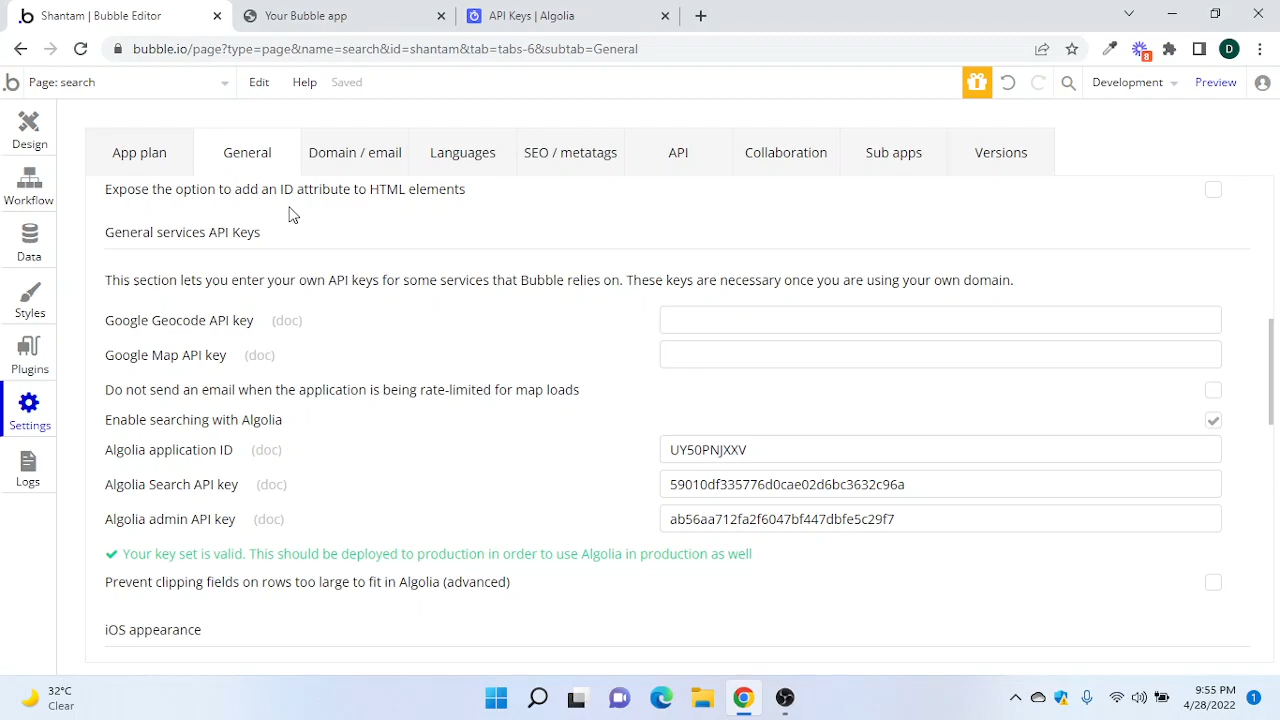 Shantam | Bubble Editor
Your Bubble app
API Keys | Algolia
bubble.io/page?type=page&name=search&id=shantam&tab=tabs-6&subtab=General
8
D
b
Page: search
Edit
Help
Saved
Development
Preview
Design
Workflow
Data
Styles
Plugins
Settings
Logs
App plan
General
Domain / email
Languages
SEO / metatags
API
Collaboration
Sub apps
Versions
Expose the option to add an ID attribute to HTML elements
General services API Keys
This section lets you enter your own API keys for some services that Bubble relies on. These keys are necessary once you are using your own domain.
Google Geocode API key (doc)
Google Map API key (doc)
Do not send an email when the application is being rate-limited for map loads
Enable searching with Algolia
Algolia application ID (doc) UY50PNJXXV
Algolia Search API key (doc) 59010df335776d0cae02d6bc3632c96a
Algolia admin API key (doc) ab56aa712fa2f6047bf447dbfe5c29f7
Your key set is valid. This should be deployed to production in order to use Algolia in production as well
Prevent clipping fields on rows too large to fit in Algolia (advanced)
iOS appearance
32°C
Clear
9:55 PM
4/28/2022
1